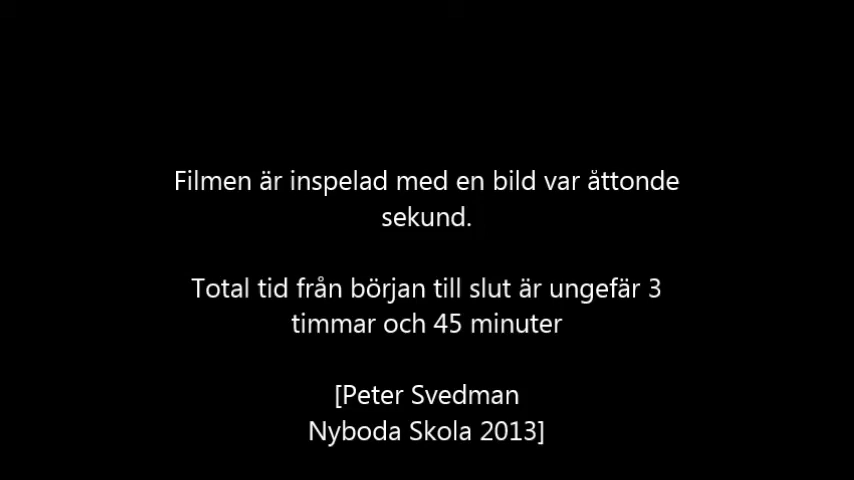 Filmen är inspelad med en bild var åttonde
sekund.
Total tid från början till slut är ungefär 3
timmar och 45 minuter
[Peter Svedman
Nyboda Skola 2013]